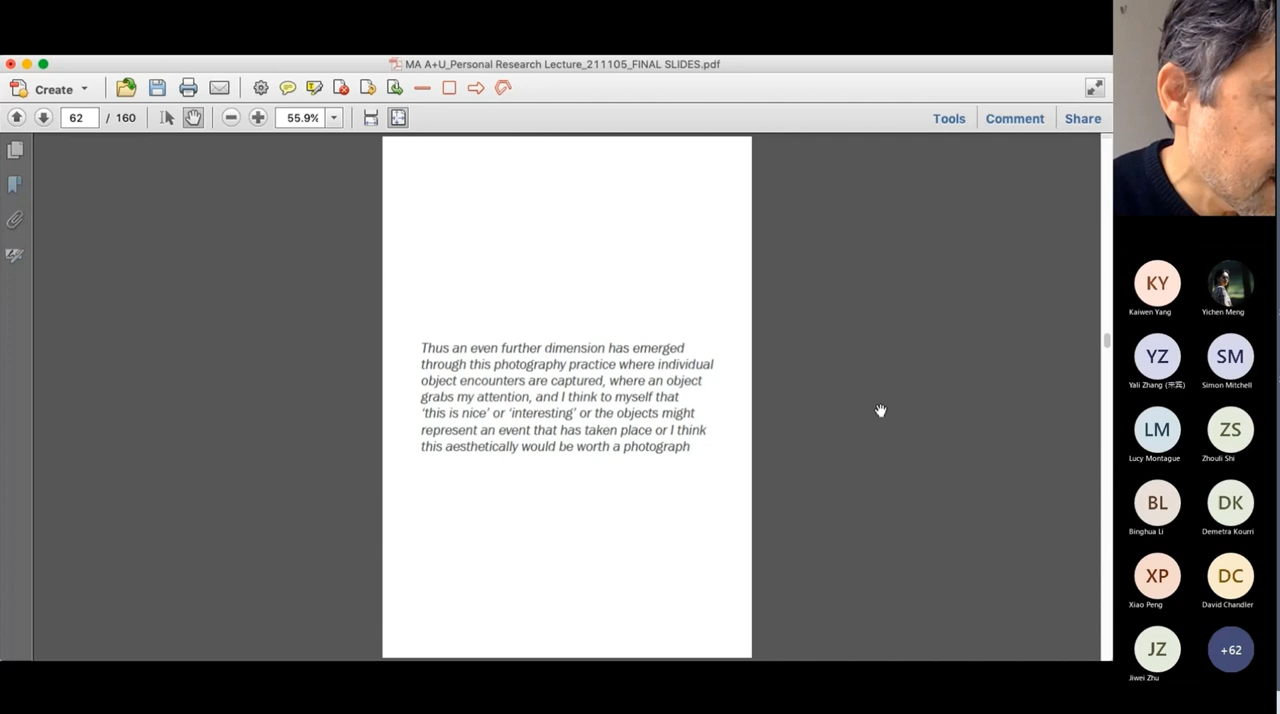 MA A+U_Personal Research Lecture_211105_FINAL SLIDES.pdf
Create
62 / 160
55.9%
Tools Comment Share
Thus an even further dimension has emerged
through this photography practice where individual
object encounters are captured, where an object
grabs my attention, and I think to myself that
‘this is nice’ or ‘interesting’ or the objects might
represent an event that has taken place or I think
this aesthetically would be worth a photograph
KY
Kaiwen Yang
Yichen Meng
YZ
Yali Zhang
SM
Simon Mitchell
LM
Lucy Montague
ZS
Zhouli Shi
BL
Binghua Li
DK
Demetra Kourri
XP
Xiao Peng
DC
David Chandler
JZ
Jiwei Zhu
+62